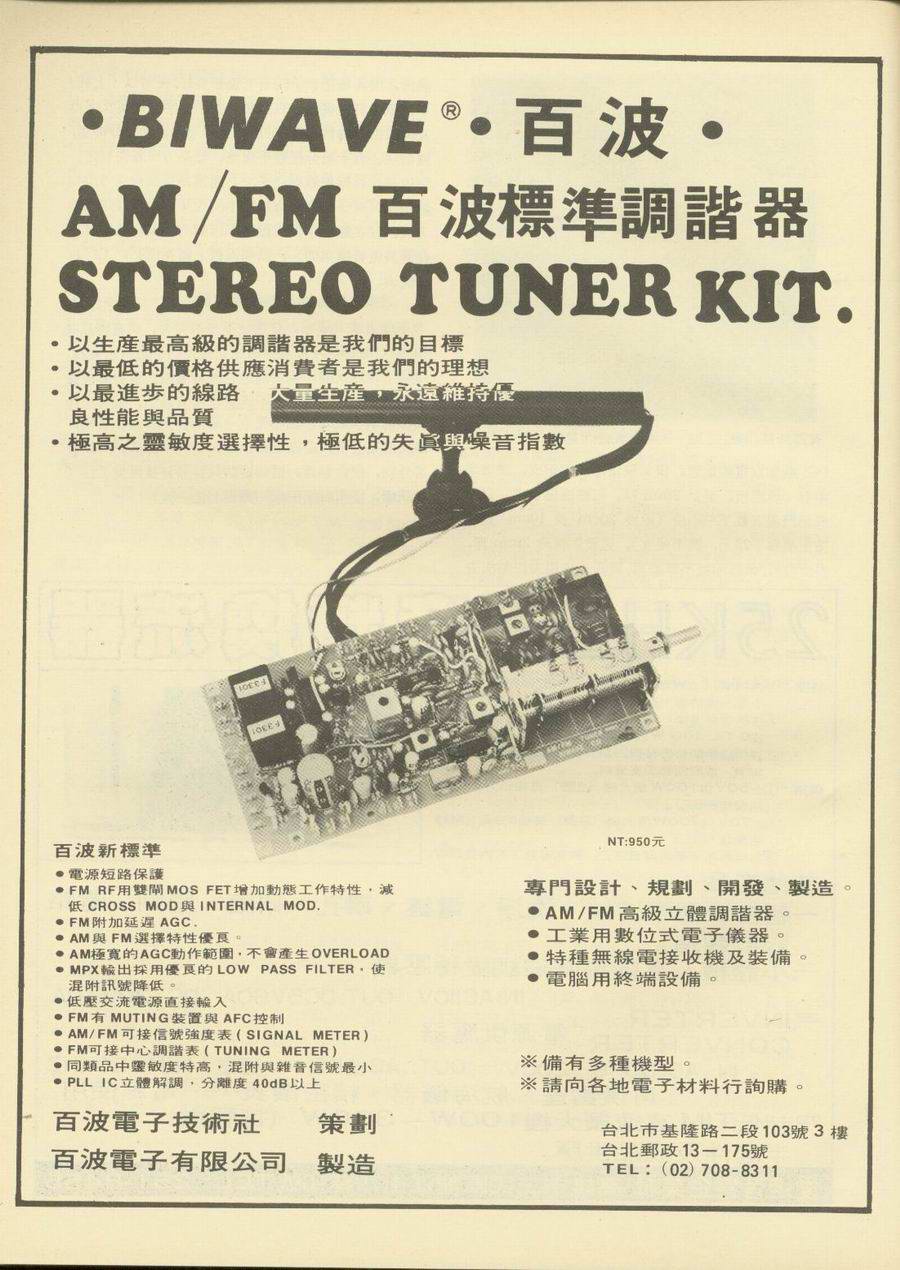 •BIWAVE®•百波•
AM/FM 百波標準調諧器
STEREO TUNER KIT.
• 以生產最高級的調諧器是我們的目標
• 以最低的價格供應消費者是我們的理想
• 以最進步的線路 大量生產，永遠維持優
良性能與品質
• 極高之靈敏度選擇性，極低的失眞與噪音指數
F3301
F3301
NT:950元
百波新標準
● 電源短路保護
● FM RF用雙閘MOS FET增加動態工作特性，減
低 CROSS MOD與INTERNAL MOD.
● FM附加延遲 AGC.
● AM與 FM選擇特性優良。
● AM極寬的AGC動作範圍，不會產生OVERLOAD
● MPX輸出採用優良的LOW PASS FILTER，使
混附訊號降低。
● 低壓交流電源直接輸入
● FM有 MUTING裝置與 AFC控制
● AM/FM可接信號強度表 ( SIGNAL METER )
● FM可接中心調諧表 ( TUNING METER )
● 同類品中靈敏度特高，混附與雜音信號最小
● PLL IC立體解調，分離度 40dB以上
百波電子技術社 策劃
百波電子有限公司 製造
專門設計、規劃、開發、製造。
● AM/FM高級立體調諧器。
● 工業用數位式電子儀器。
● 特種無線電接收機及裝備。
● 電腦用終端設備。
※備有多種機型。
※請向各地電子材料行詢購。
台北市基隆路二段103號3樓
台北郵政13－175號
TEL：(02) 708-8311